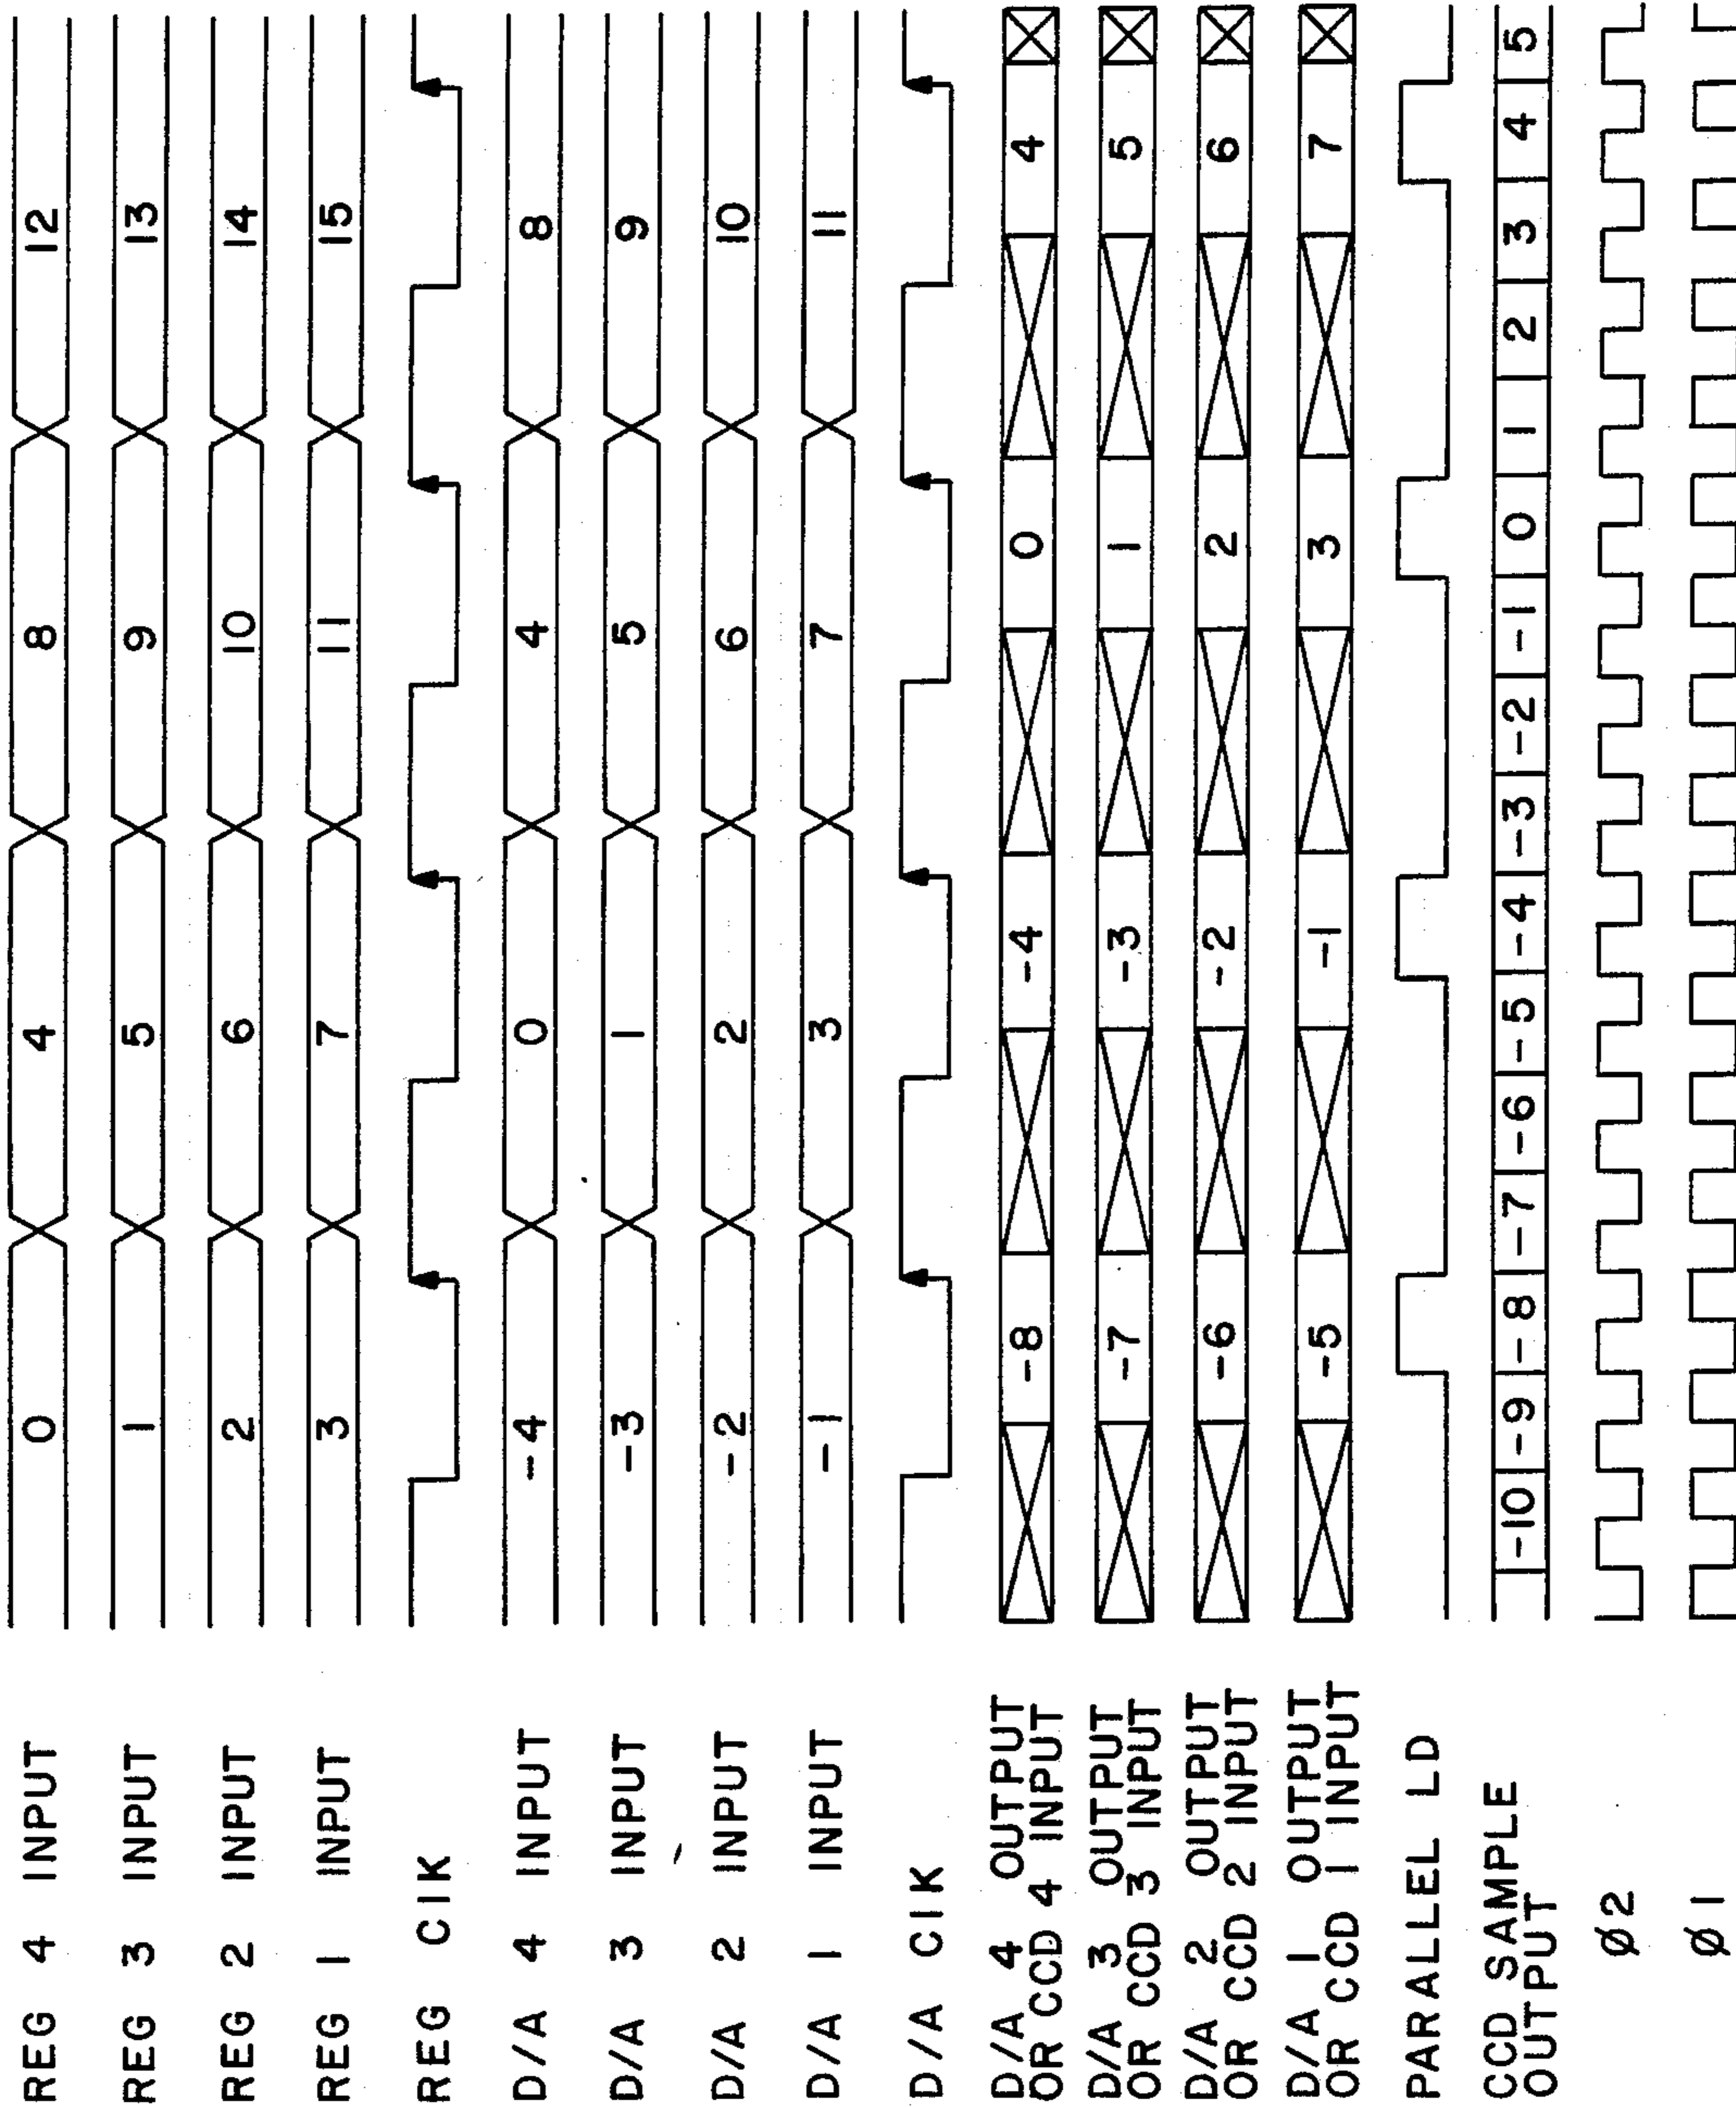 REG 4 INPUT 0 4 8 12
REG 3 INPUT 1 5 9 13
REG 2 INPUT 2 6 10 14
REG 1 INPUT 3 7 11 15
REG CIK
D/A 4 INPUT -4 0 4 8
D/A 3 INPUT -3 1 5 9
D/A 2 INPUT -2 2 6 10
D/A 1 INPUT -1 3 7 11
D/A CIK
D/A 4 OUTPUT
OR CCD 4 INPUT -8 -4 0 4
D/A 3 OUTPUT
OR CCD 3 INPUT -7 -3 1 5
D/A 2 OUTPUT
OR CCD 2 INPUT -6 -2 2 6
D/A 1 OUTPUT
OR CCD 1 INPUT -5 -1 3 7
PARALLEL LD
CCD SAMPLE
OUTPUT -10 -9 -8 -7 -6 -5 -4 -3 -2 -1 0 1 2 3 4 5
Ø2
Ø1